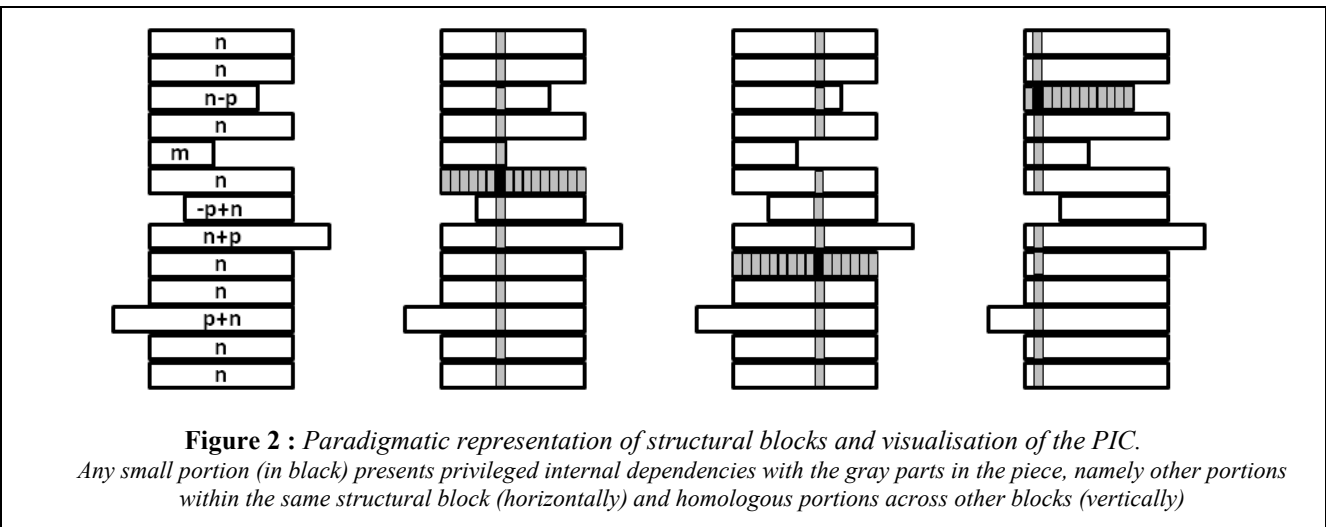 n
n
n-p
n
m
n
-p+n
n+p
n
n
p+n
n
n
Figure 2 : Paradigmatic representation of structural blocks and visualisation of the PIC.
Any small portion (in black) presents privileged internal dependencies with the gray parts in the piece, namely other portions
within the same structural block (horizontally) and homologous portions across other blocks (vertically)